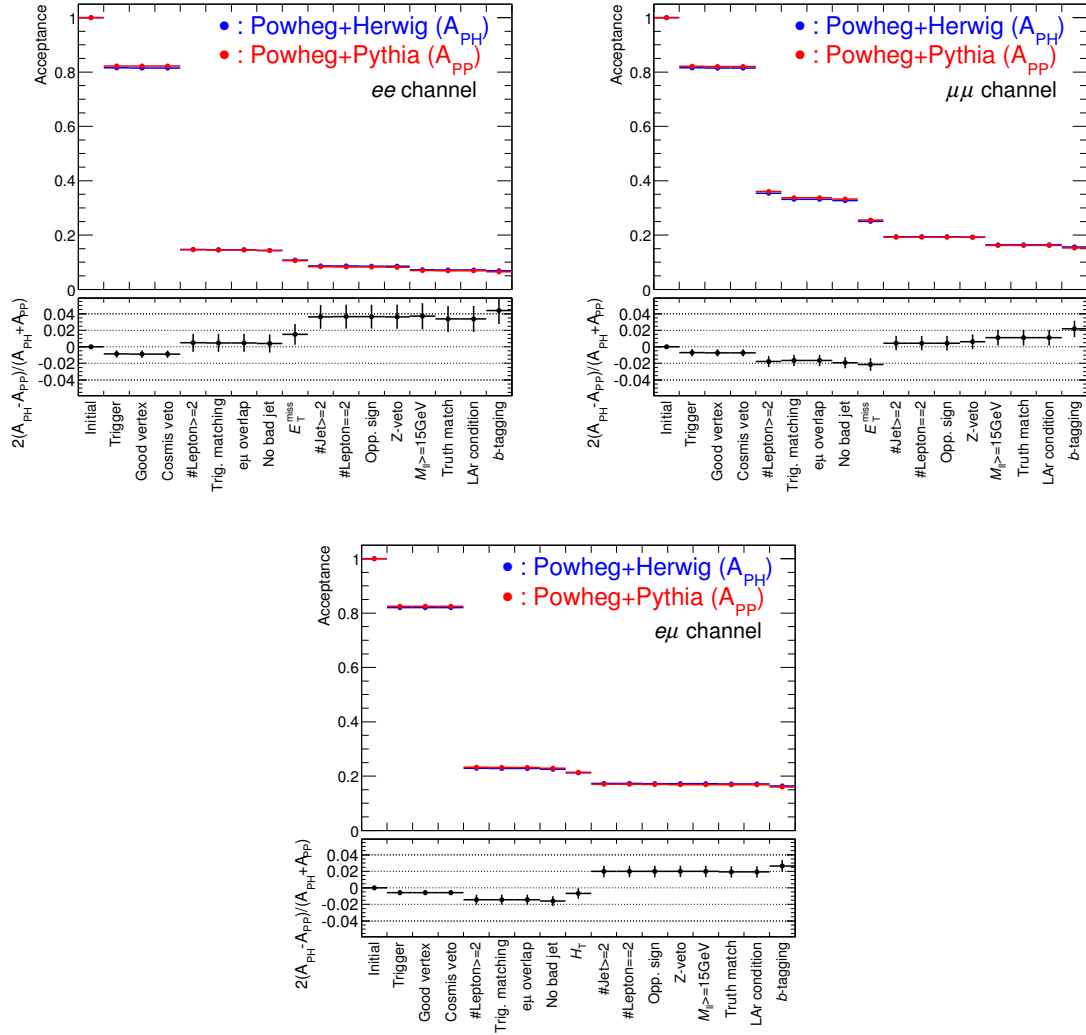 Acceptance
1
0.8
0.6
0.4
0.2
0
: Powheg+Herwig (A_PH)
: Powheg+Pythia (A_PP)
ee channel
2(A_PH-A_PP)/(A_PH+A_PP)
0.04
0.02
0
-0.02
-0.04
Initial
Trigger
Good vertex
Cosmis veto
#Lepton>=2
Trig. matching
eμ overlap
No bad jet
E_T^miss
#Jet>=2
#Lepton==2
Opp. sign
Z-veto
M_ll>=15GeV
Truth match
LAr condition
b-tagging
Acceptance
1
0.8
0.6
0.4
0.2
0
: Powheg+Herwig (A_PH)
: Powheg+Pythia (A_PP)
μμ channel
2(A_PH-A_PP)/(A_PH+A_PP)
0.04
0.02
0
-0.02
-0.04
Initial
Trigger
Good vertex
Cosmis veto
#Lepton>=2
Trig. matching
eμ overlap
No bad jet
E_T^miss
#Jet>=2
#Lepton==2
Opp. sign
Z-veto
M_ll>=15GeV
Truth match
LAr condition
b-tagging
Acceptance
1
0.8
0.6
0.4
0.2
0
: Powheg+Herwig (A_PH)
: Powheg+Pythia (A_PP)
eμ channel
2(A_PH-A_PP)/(A_PH+A_PP)
0.04
0.02
0
-0.02
-0.04
Initial
Trigger
Good vertex
Cosmis veto
#Lepton>=2
Trig. matching
eμ overlap
No bad jet
H_T
#Jet>=2
#Lepton==2
Opp. sign
Z-veto
M_ll>=15GeV
Truth match
LAr condition
b-tagging